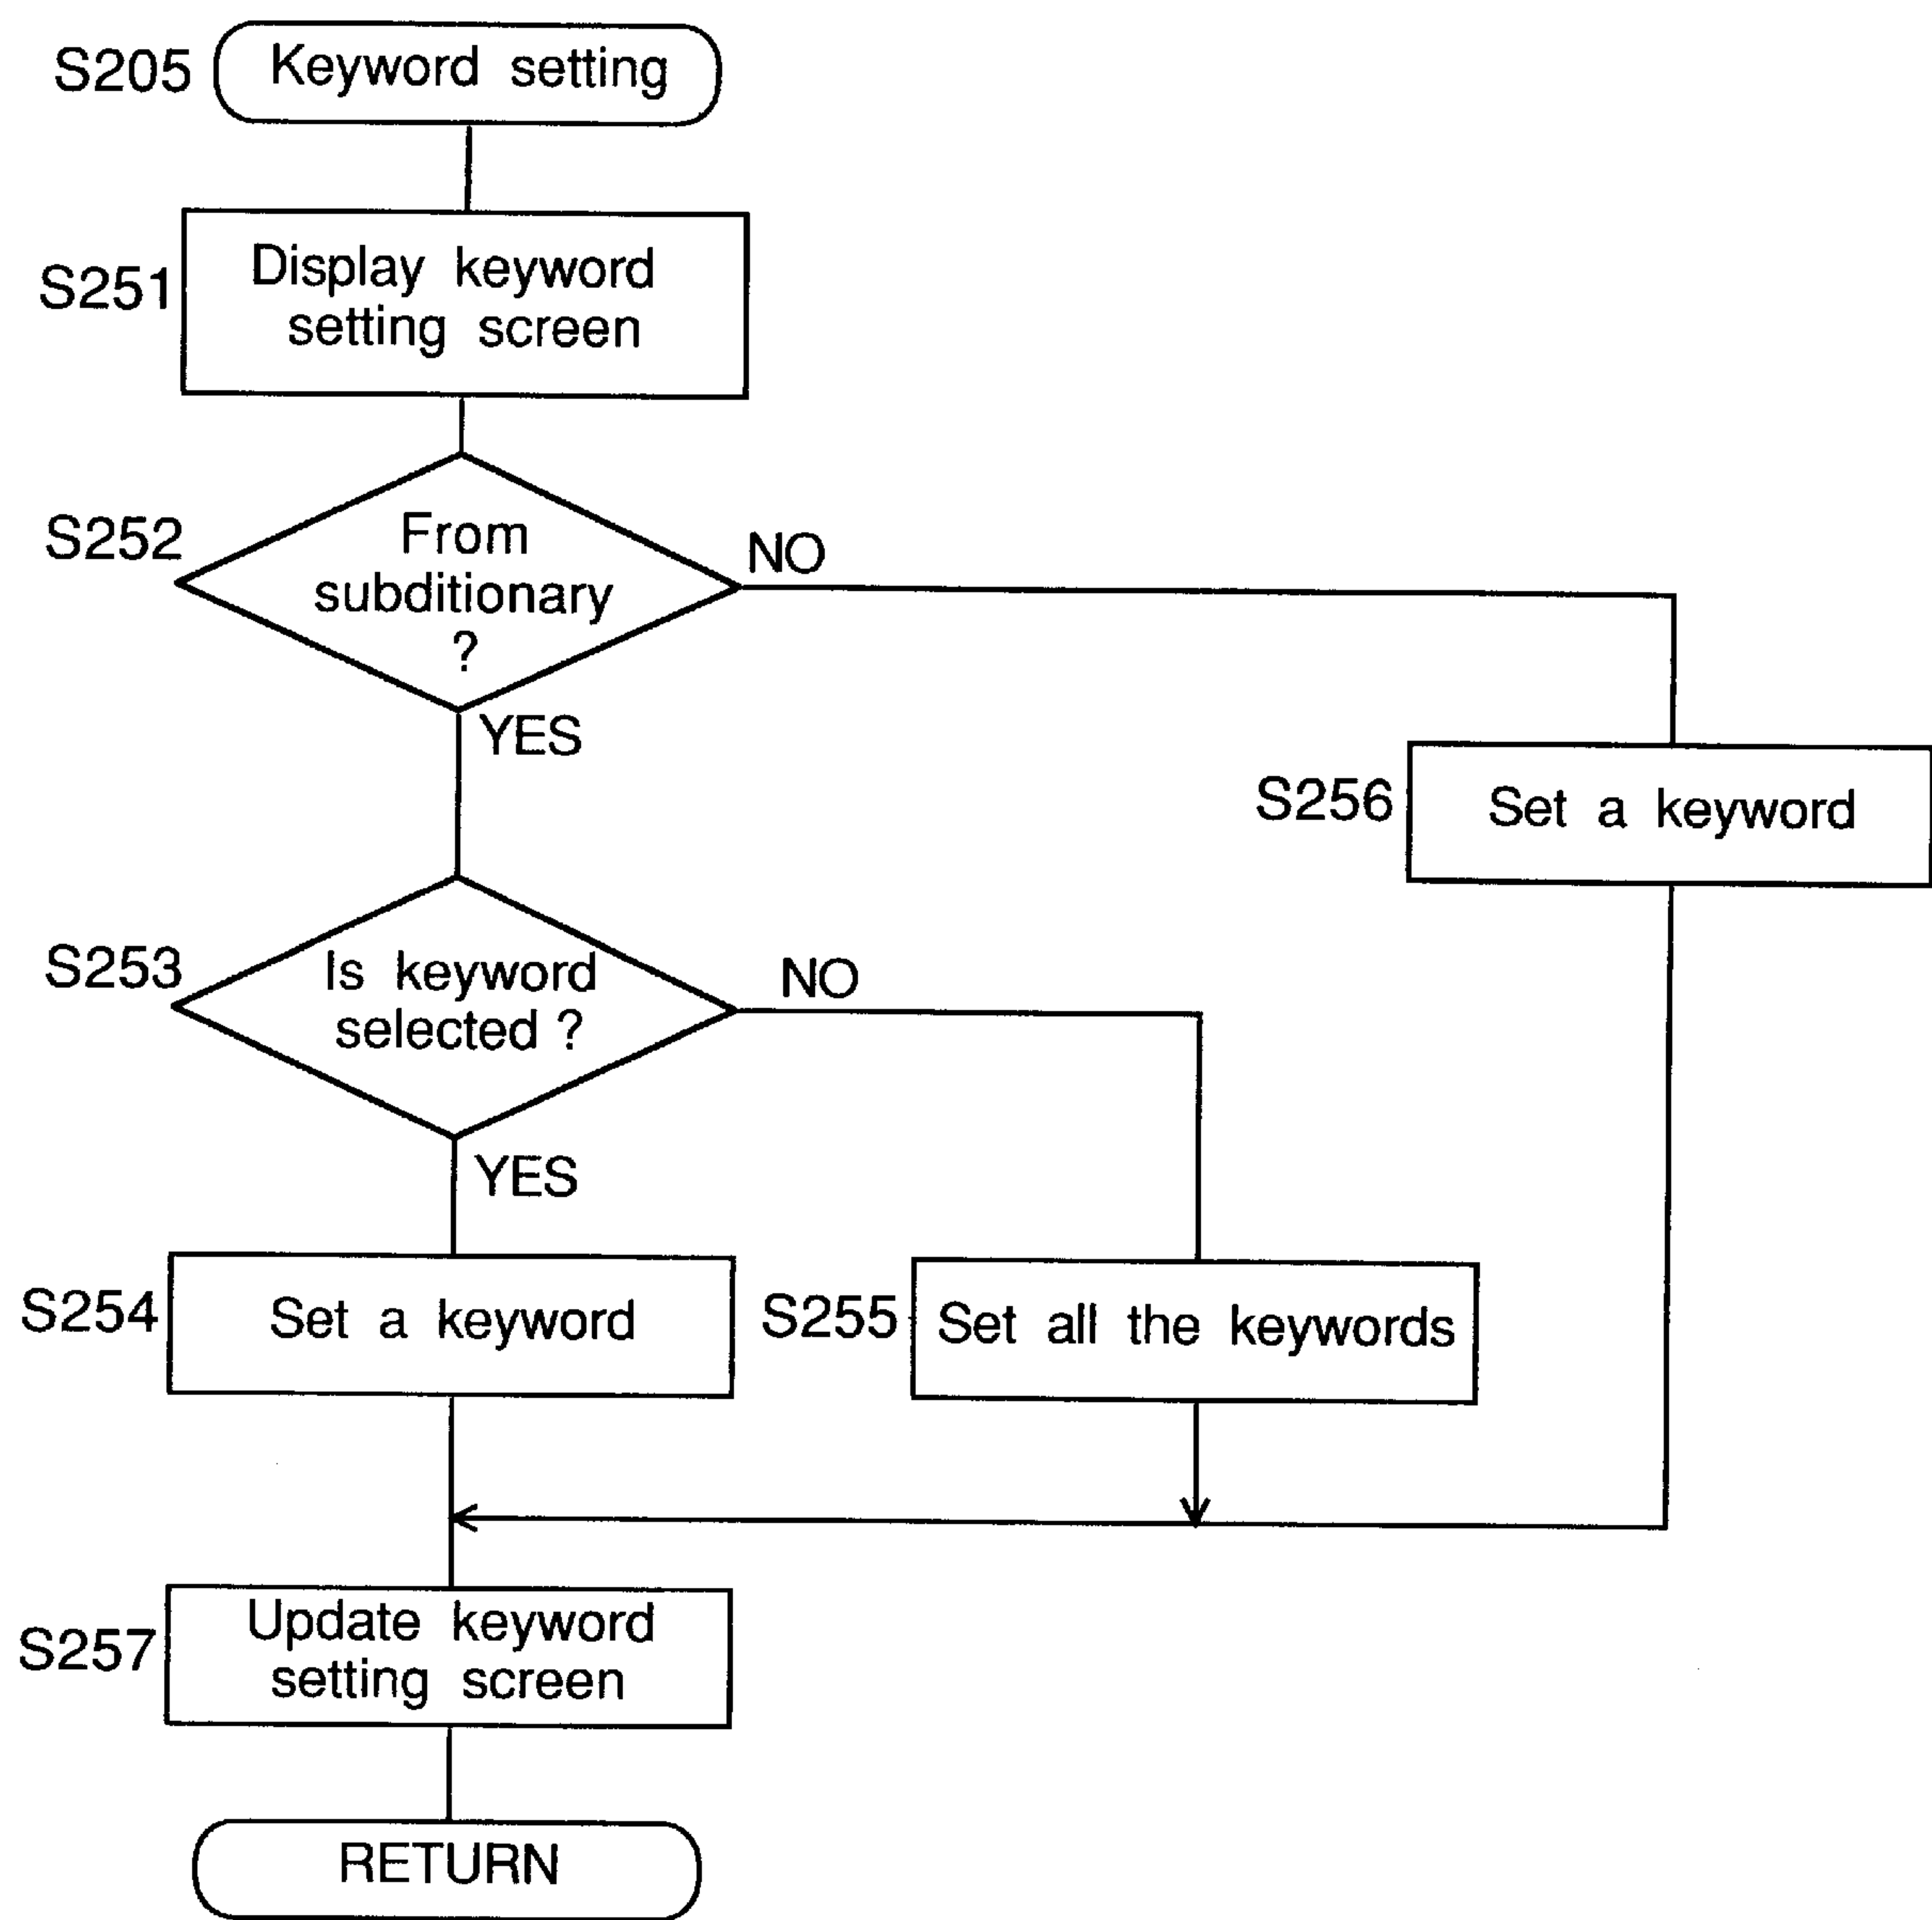 S205
Keyword setting
S251
Display keyword
setting screen
S252
From
subditionary
?
NO
YES
S256
Set a keyword
S253
Is keyword
selected ?
NO
YES
S254
Set a keyword
S255
Set all the keywords
S257
Update keyword
setting screen
RETURN